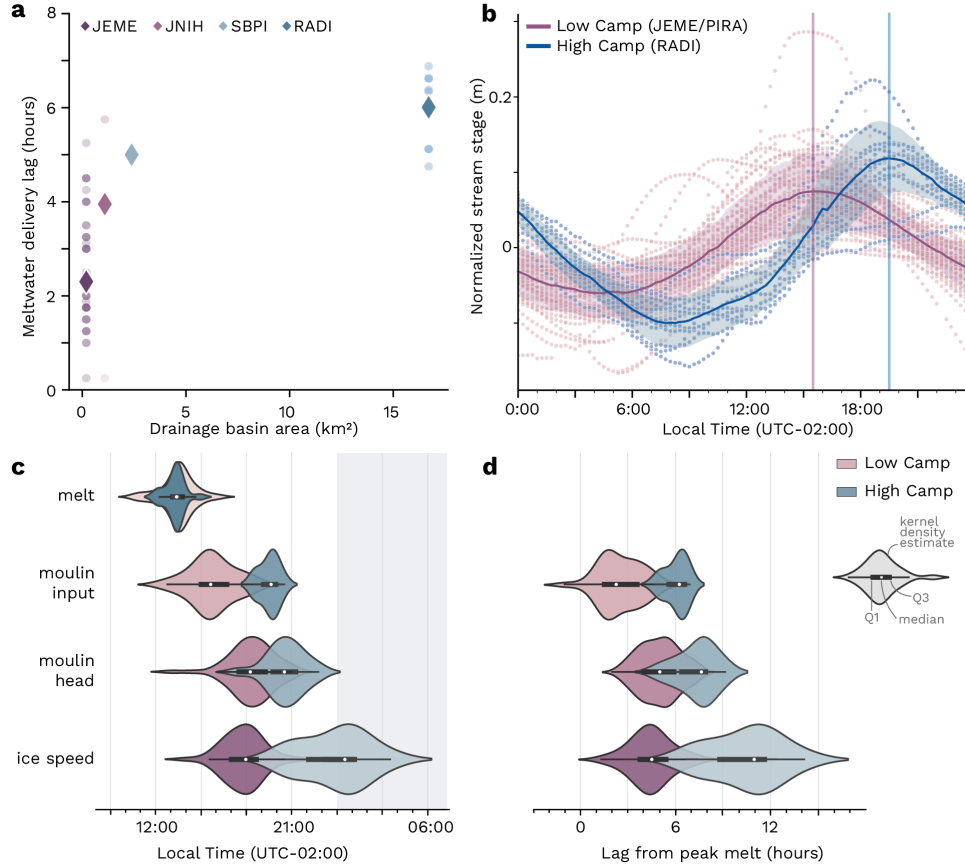 a
JEME JNIH SBPI RADI
8
6
4
2
0
Meltwater delivery lag (hours)
0 5 10 15
Drainage basin area (km²)
b
Low Camp (JEME/PIRA)
High Camp (RADI)
0.2
0
Normalized stream stage (m)
0:00 6:00 12:00 18:00
Local Time (UTC-02:00)
c
melt
moulin
input
moulin
head
ice speed
12:00 21:00 06:00
Local Time (UTC-02:00)
d
Low Camp
High Camp
kernel
density
estimate
Q3
Q1
median
0 6 12
Lag from peak melt (hours)